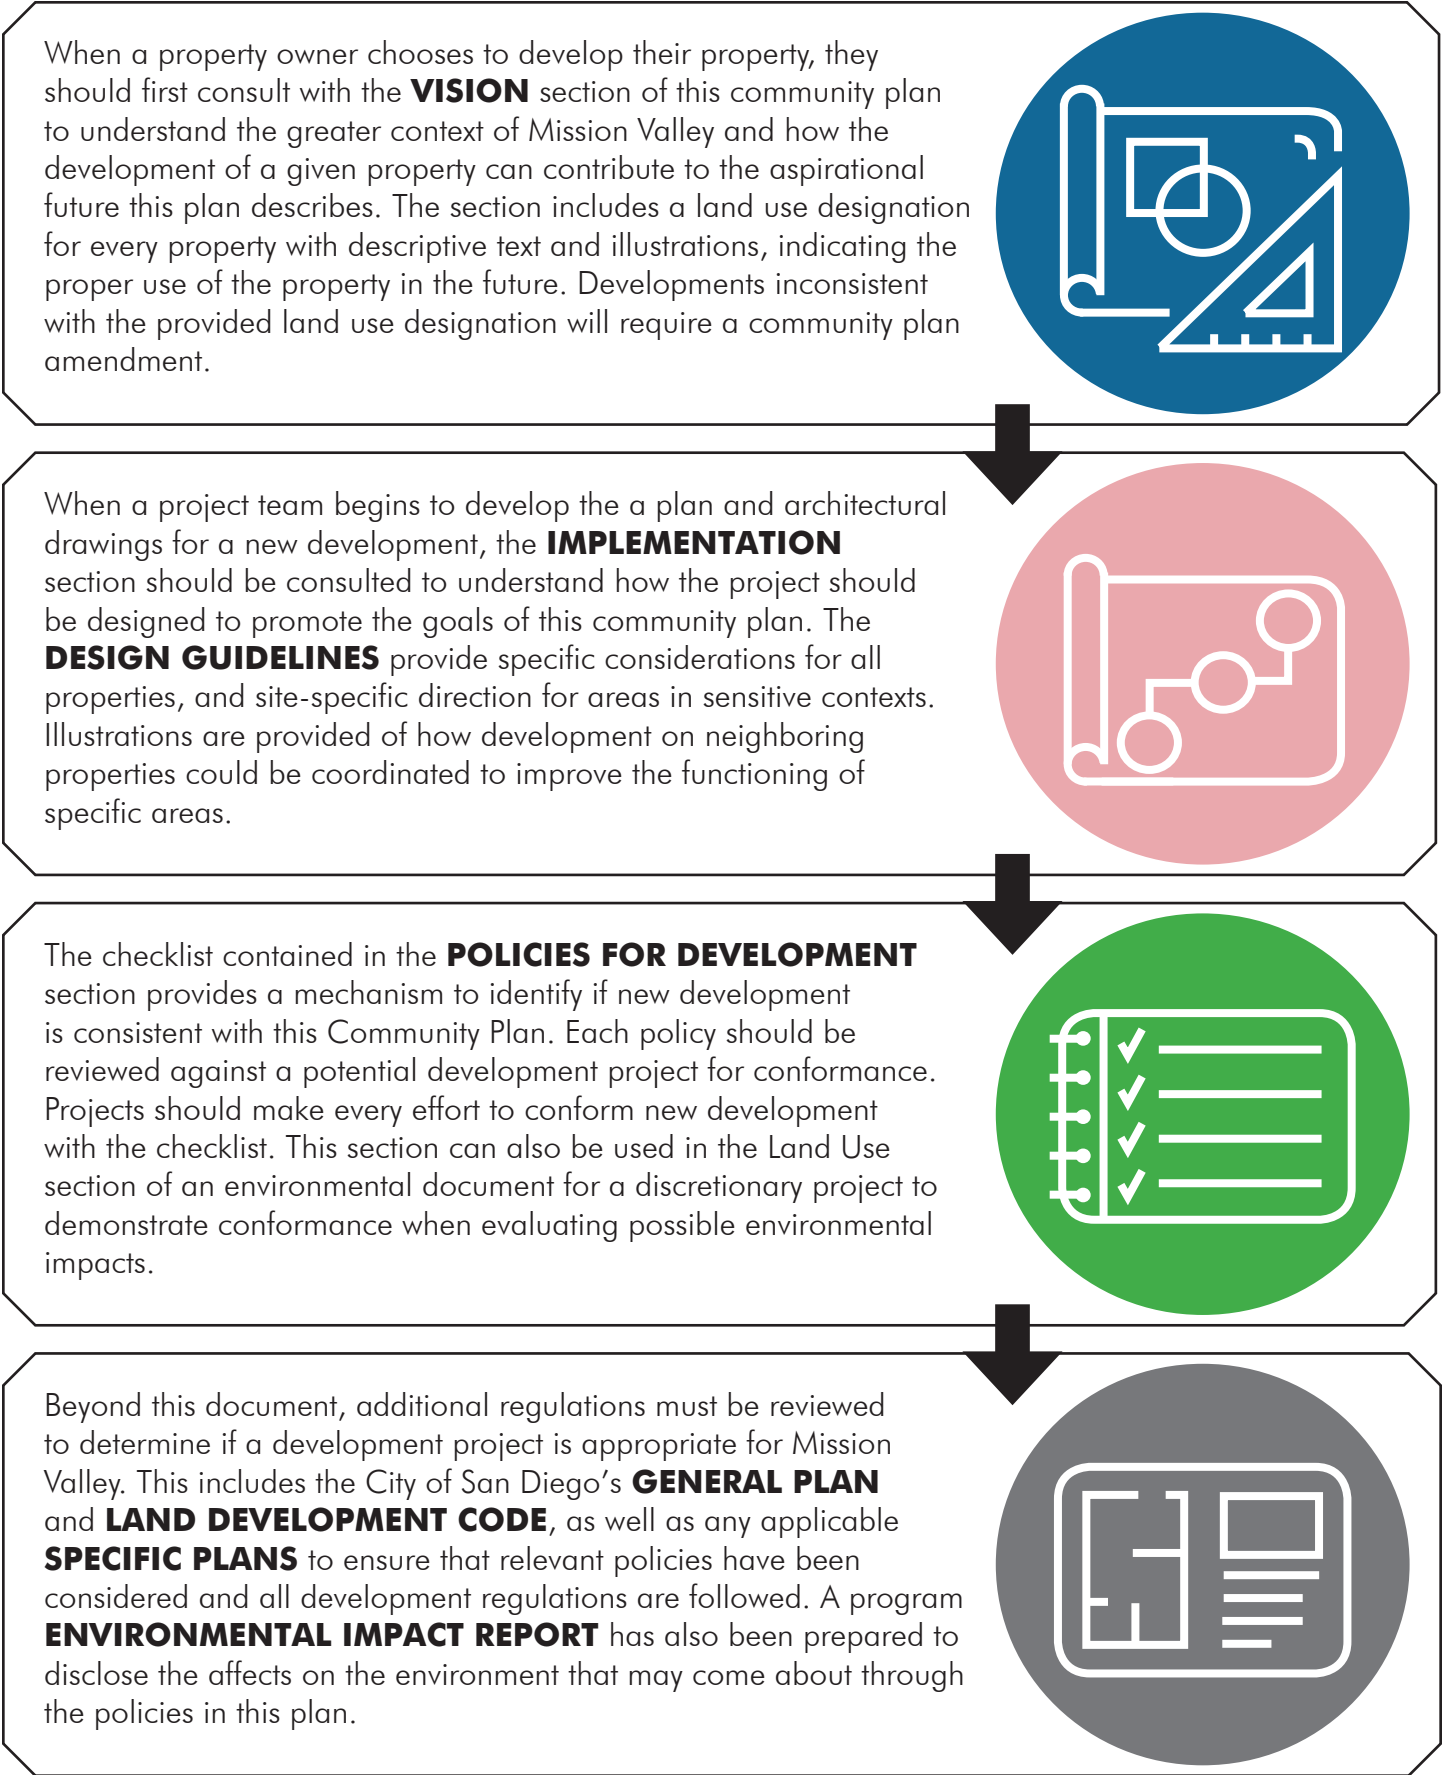 When a property owner chooses to develop their property, they
should first consult with the VISION section of this community plan
to understand the greater context of Mission Valley and how the
development of a given property can contribute to the aspirational
future this plan describes. The section includes a land use designation
for every property with descriptive text and illustrations, indicating the
proper use of the property in the future. Developments inconsistent
with the provided land use designation will require a community plan
amendment.
When a project team begins to develop the a plan and architectural
drawings for a new development, the IMPLEMENTATION
section should be consulted to understand how the project should
be designed to promote the goals of this community plan. The
DESIGN GUIDELINES provide specific considerations for all
properties, and site-specific direction for areas in sensitive contexts.
Illustrations are provided of how development on neighboring
properties could be coordinated to improve the functioning of
specific areas.
The checklist contained in the POLICIES FOR DEVELOPMENT
section provides a mechanism to identify if new development
is consistent with this Community Plan. Each policy should be
reviewed against a potential development project for conformance.
Projects should make every effort to conform new development
with the checklist. This section can also be used in the Land Use
section of an environmental document for a discretionary project to
demonstrate conformance when evaluating possible environmental
impacts.
Beyond this document, additional regulations must be reviewed
to determine if a development project is appropriate for Mission
Valley. This includes the City of San Diego’s GENERAL PLAN
and LAND DEVELOPMENT CODE, as well as any applicable
SPECIFIC PLANS to ensure that relevant policies have been
considered and all development regulations are followed. A program
ENVIRONMENTAL IMPACT REPORT has also been prepared to
disclose the affects on the environment that may come about through
the policies in this plan.